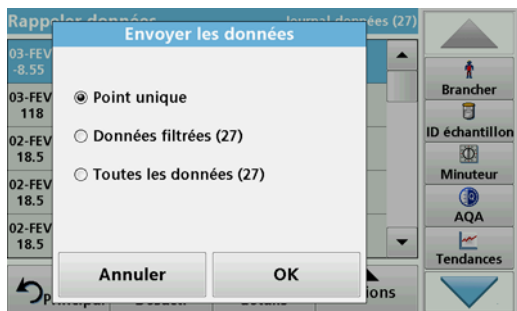 Rappeler données Journal données (27)
Envoyer les données
03-FEV
-8.55
03-FEV
118
02-FEV
18.5
02-FEV
18.5
02-FEV
18.5
Point unique
Données filtrées (27)
Toutes les données (27)
Annuler OK
Brancher
ID échantillon
Minuteur
AQA
Tendances